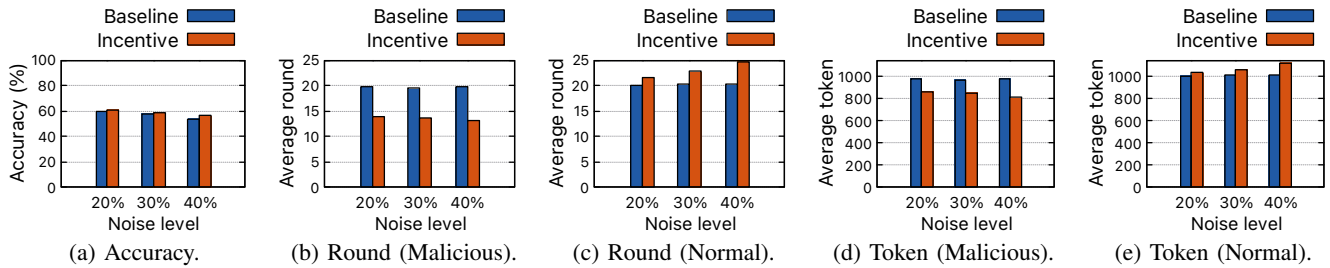 Baseline
Incentive
Accuracy (%)
100
80
60
40
20
0
20% 30% 40%
Noise level
(a) Accuracy.
Baseline
Incentive
Average round
25
20
15
10
5
0
20% 30% 40%
Noise level
(b) Round (Malicious).
Baseline
Incentive
Average round
25
20
15
10
5
0
20% 30% 40%
Noise level
(c) Round (Normal).
Baseline
Incentive
Average token
1000
800
600
400
200
0
20% 30% 40%
Noise level
(d) Token (Malicious).
Baseline
Incentive
Average token
1000
800
600
400
200
0
20% 30% 40%
Noise level
(e) Token (Normal).